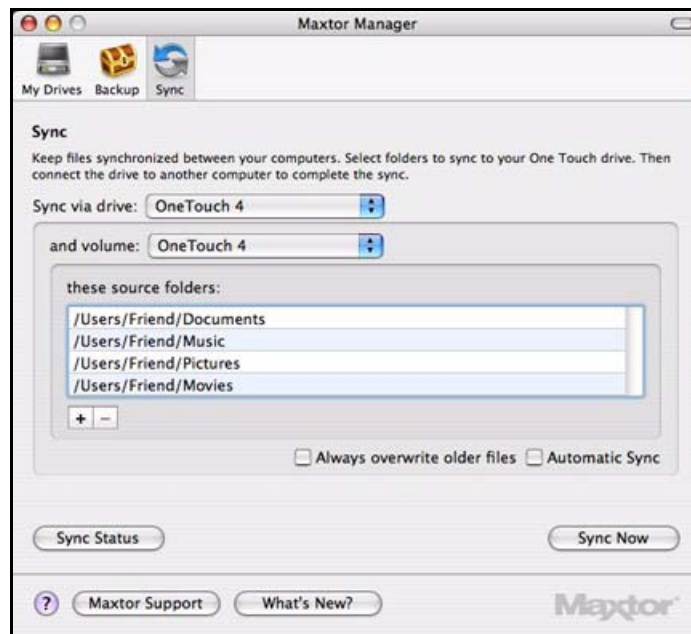 Maxtor Manager
My Drives Backup Sync
Sync
Keep files synchronized between your computers. Select folders to sync to your One Touch drive. Then
connect the drive to another computer to complete the sync.
Sync via drive: OneTouch 4
and volume: OneTouch 4
these source folders:
/Users/Friend/Documents
/Users/Friend/Music
/Users/Friend/Pictures
/Users/Friend/Movies
+ −
Always overwrite older files Automatic Sync
Sync Status Sync Now
? Maxtor Support What's New? Maxtor